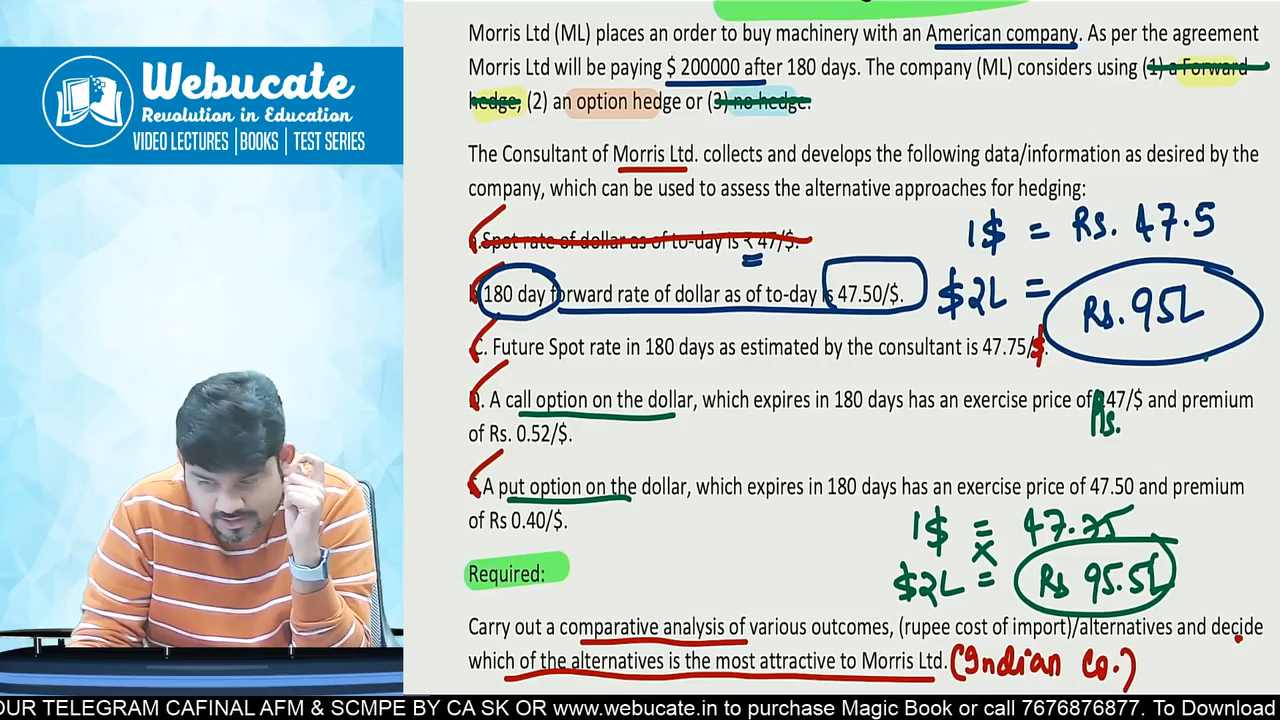 Webucate
Revolution in Education
VIDEO LECTURES | BOOKS | TEST SERIES
Morris Ltd (ML) places an order to buy machinery with an American company. As per the agreement
Morris Ltd will be paying $ 200000 after 180 days. The company (ML) considers using (1) a Forward
hedge, (2) an option hedge or (3) no hedge.
The Consultant of Morris Ltd. collects and develops the following data/information as desired by the
company, which can be used to assess the alternative approaches for hedging:
.Spot rate of dollar as of to-day is ₹ 47/$.
180 day forward rate of dollar as of to-day is 47.50/$.
C. Future Spot rate in 180 days as estimated by the consultant is 47.75/$.
D. A call option on the dollar, which expires in 180 days has an exercise price of 47/$ and premium
of Rs. 0.52/$.
A put option on the dollar, which expires in 180 days has an exercise price of 47.50 and premium
of Rs 0.40/$.
Required:
Carry out a comparative analysis of various outcomes, (rupee cost of import)/alternatives and decide
which of the alternatives is the most attractive to Morris Ltd. (Indian Co.)
1$ = Rs. 47.5
$2L = Rs. 95L
Rs.
1$ = 47.75
x
$2L = Rs 95.5L
OUR TELEGRAM CAFINAL AFM & SCMPE BY CA SK OR www.webucate.in to purchase Magic Book or call 7676876877. To Download